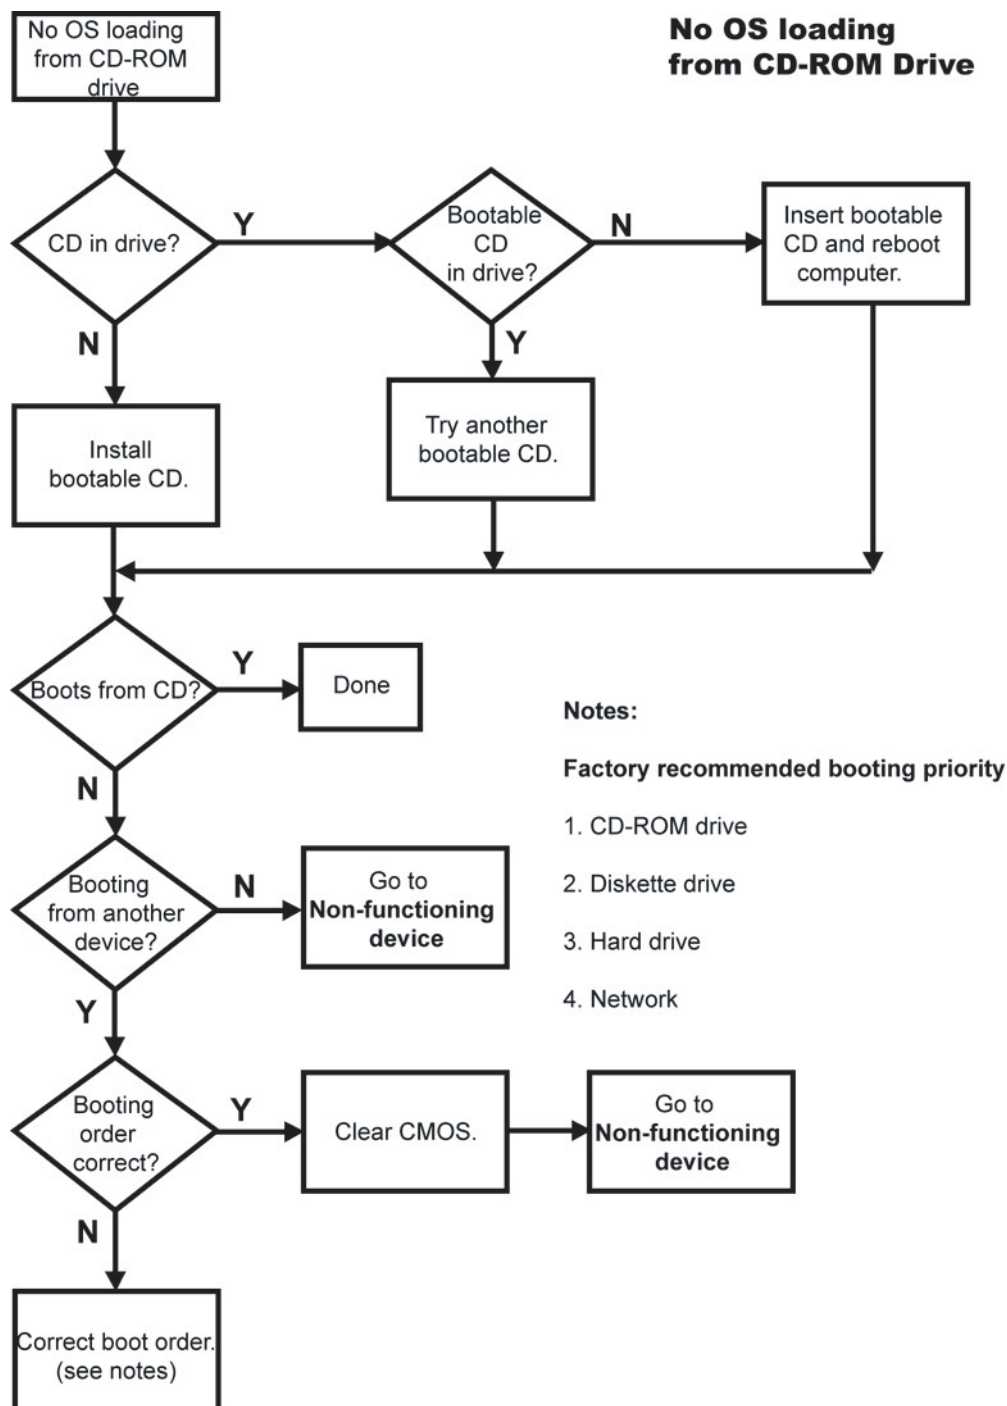 No OS loading
from CD-ROM
drive
No OS loading
from CD-ROM Drive
CD in drive?
Y
Bootable
CD
in drive?
N
Insert bootable
CD and reboot
computer.
N
Y
Install
bootable CD.
Try another
bootable CD.
Boots from CD?
Y
Done
N
Notes:
Factory recommended booting priority
1. CD-ROM drive
2. Diskette drive
3. Hard drive
4. Network
Booting
from another
device?
N
Go to
Non-functioning
device
Y
Booting
order
correct?
Y
Clear CMOS.
Go to
Non-functioning
device
N
Correct boot order.
(see notes)